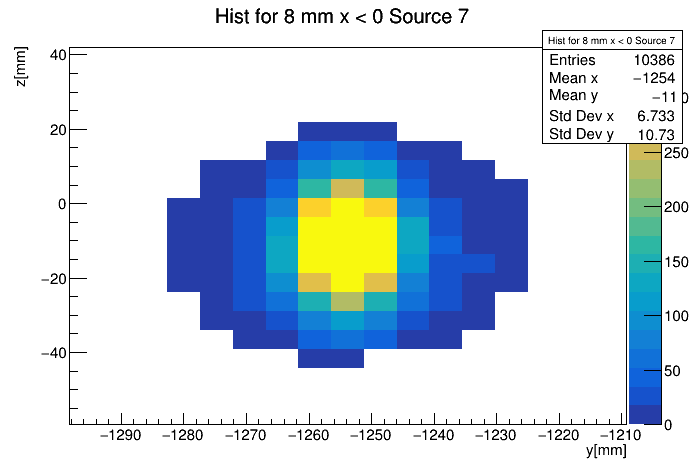 Hist for 8 mm x < 0 Source 7
z[mm]
40
20
0
−20
−40
Hist for 8 mm x < 0 Source 7
Entries 10386
Mean x −1254
Mean y −11
Std Dev x 6.733
Std Dev y 10.73
250
200
150
100
50
0
−1290 −1280 −1270 −1260 −1250 −1240 −1230 −1220 −1210
y[mm]